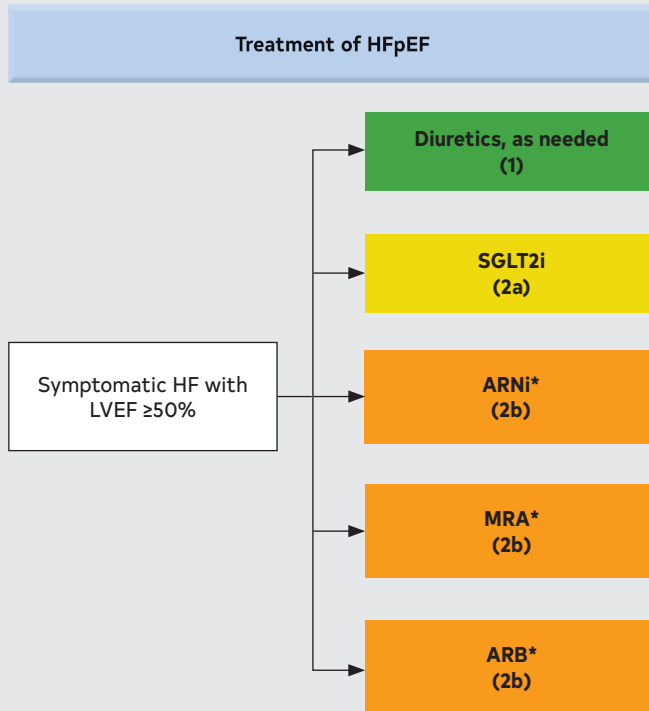 Treatment of HFpEF
Diuretics, as needed
(1)
SGLT2i
(2a)
Symptomatic HF with
LVEF ≥50%
ARNi*
(2b)
MRA*
(2b)
ARB*
(2b)